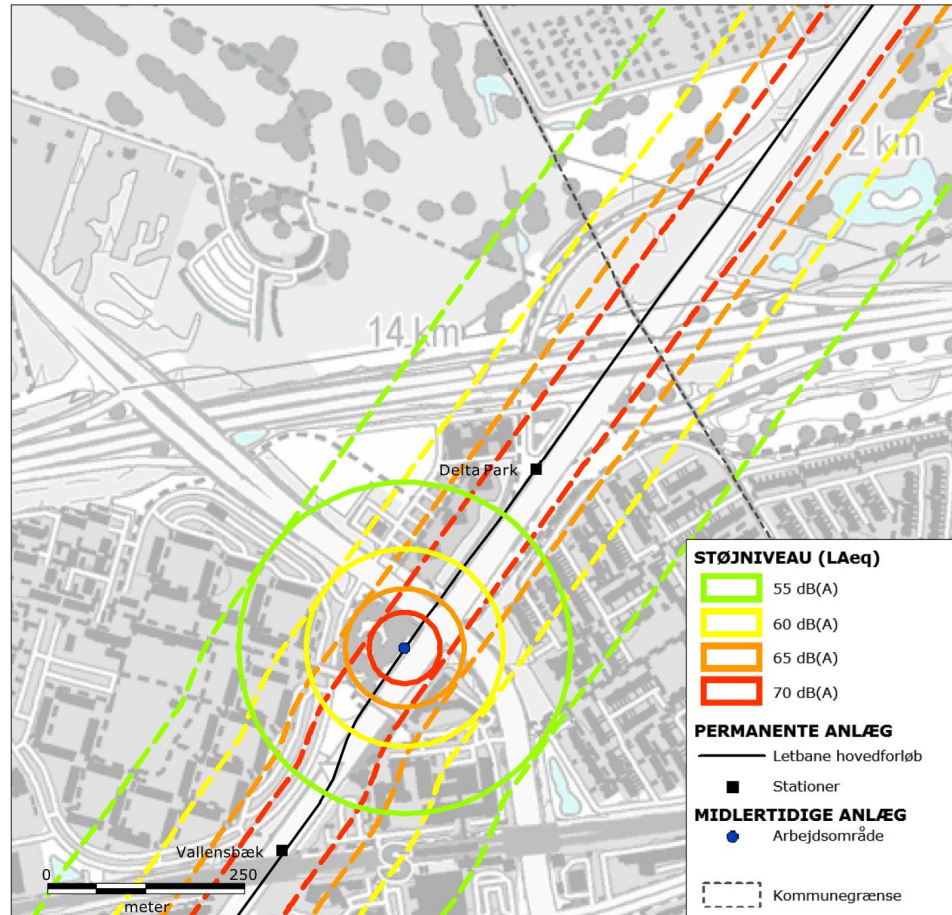 2 km
14 km
Delta Park
Vallensbæk
0 250
meter
STØJNIVEAU (LAeq)
55 dB(A)
60 dB(A)
65 dB(A)
70 dB(A)
PERMANENTE ANLÆG
Letbane hovedforløb
Stationer
MIDLERTIDIGE ANLÆG
Arbejdsområde
Kommunegrænse